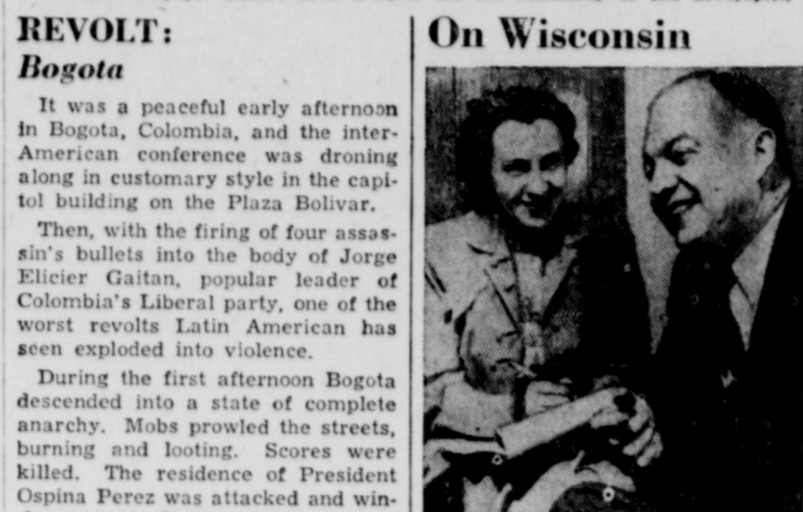 REVOLT:
Bogota
It was a peaceful early afternoon
in Bogota, Colombia, and the inter-
American conference was droning
along in customary style in the capi-
tol building on the Plaza Bolivar.
Then, with the firing of four assas-
sin's bullets into the body of Jorge
Elicier Gaitan, popular leader of
Colombia's Liberal party, one of the
worst revolts Latin American has
seen exploded into violence.
During the first afternoon Bogota
descended into a state of complete
anarchy. Mobs prowled the streets,
burning and looting. Scores were
killed. The residence of President
Ospina Perez was attacked and win-
On Wisconsin